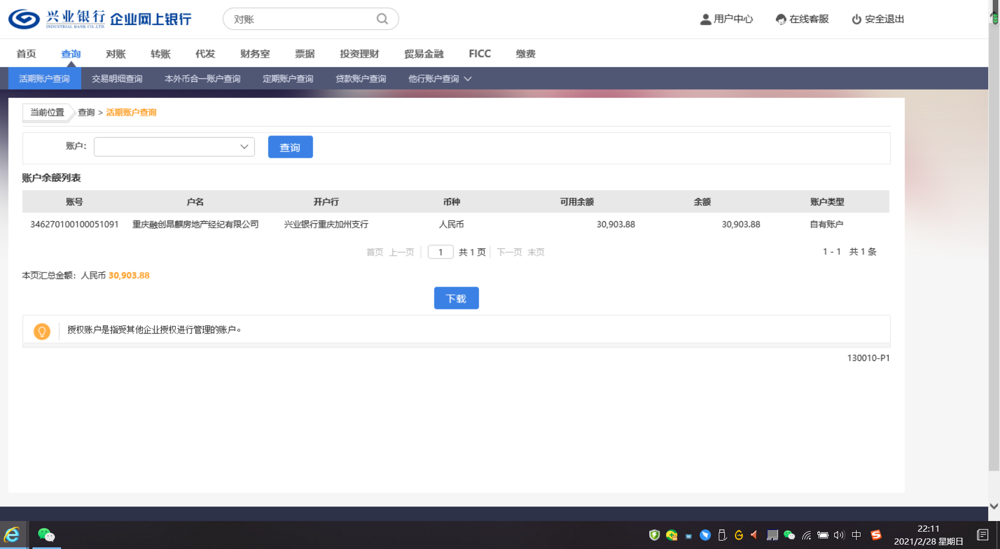 兴业银行 企业网上银行
INDUSTRIAL BANK CO.,LTD.
对账
用户中心 在线客服 安全退出
首页 查询 对账 转账 代发 财务室 票据 投资理财 贸易金融 FICC 缴费
活期账户查询 交易明细查询 本外币合一账户查询 定期账户查询 贷款账户查询 他行账户查询
当前位置 查询 > 活期账户查询
账户： 查询
账户余额列表
账号 户名 开户行 币种 可用余额 余额 账户类型
346270100100051091 重庆融创昂麒房地产经纪有限公司 兴业银行重庆加州支行 人民币 30,903.88 30,903.88 自有账户
首页 上一页 1 共 1 页 下一页 末页 1 - 1 共 1 条
本页汇总金额：人民币 30,903.88
下载
授权账户是指受其他企业授权进行管理的账户。
130010-P1
中 22:11
2021/2/28 星期日